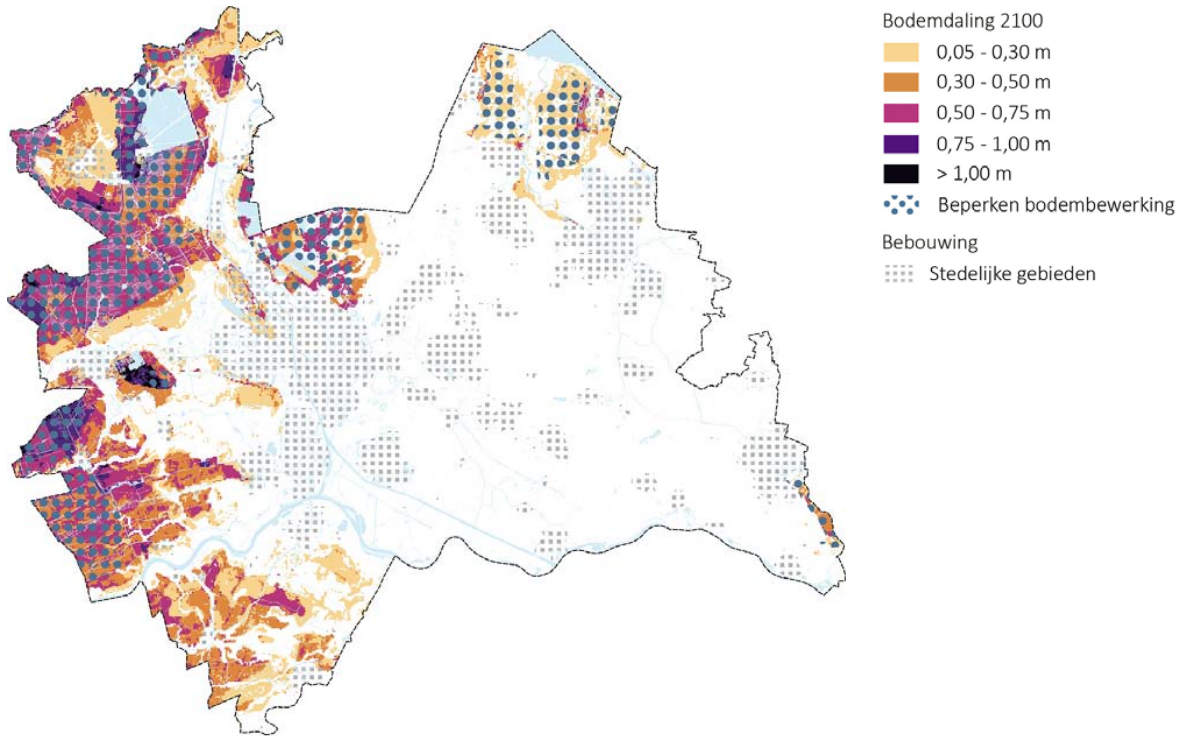 Bodemdaling 2100
0,05 - 0,30 m
0,30 - 0,50 m
0,50 - 0,75 m
0,75 - 1,00 m
> 1,00 m
Beperken bodembewerking
Bebouwing
Stedelijke gebieden